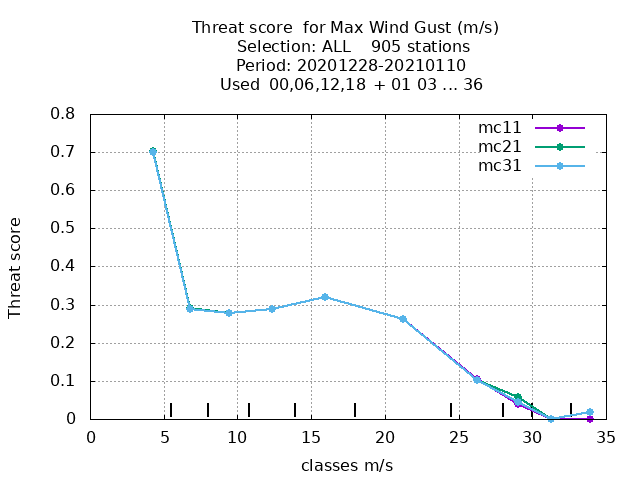 Threat score  for Max Wind Gust (m/s)
Selection: ALL    905 stations
Period: 20201228-20210110
Used  00,06,12,18  + 01 03 ... 36
mc11
mc21
mc31
Threat score
0.8
0.7
0.6
0.5
0.4
0.3
0.2
0.1
0
0 5 10 15 20 25 30 35
classes m/s